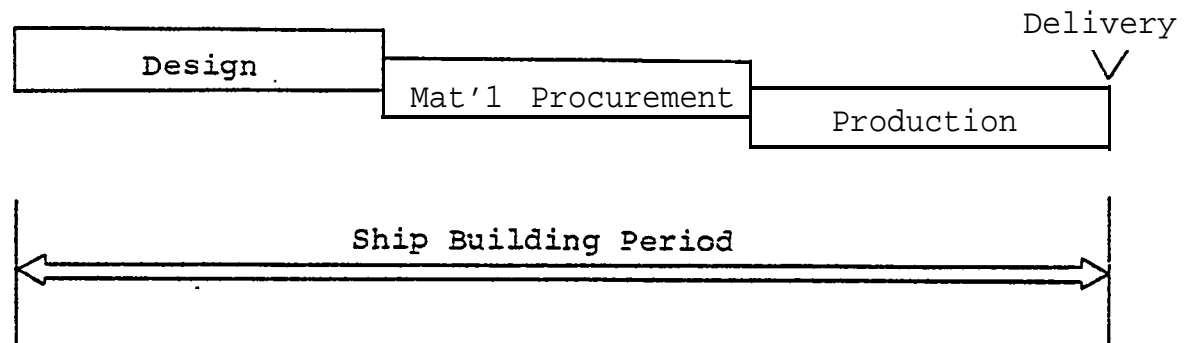 Delivery
Design
Mat'l Procurement
Production
Ship Building Period